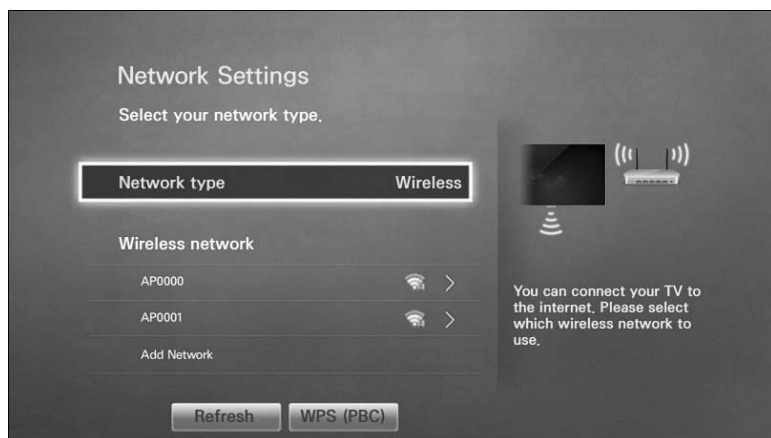 Network Settings
Select your network type.
Network type Wireless
Wireless network
AP0000
AP0001
Add Network
Refresh WPS (PBC)
You can connect your TV to
the internet. Please select
which wireless network to
use.